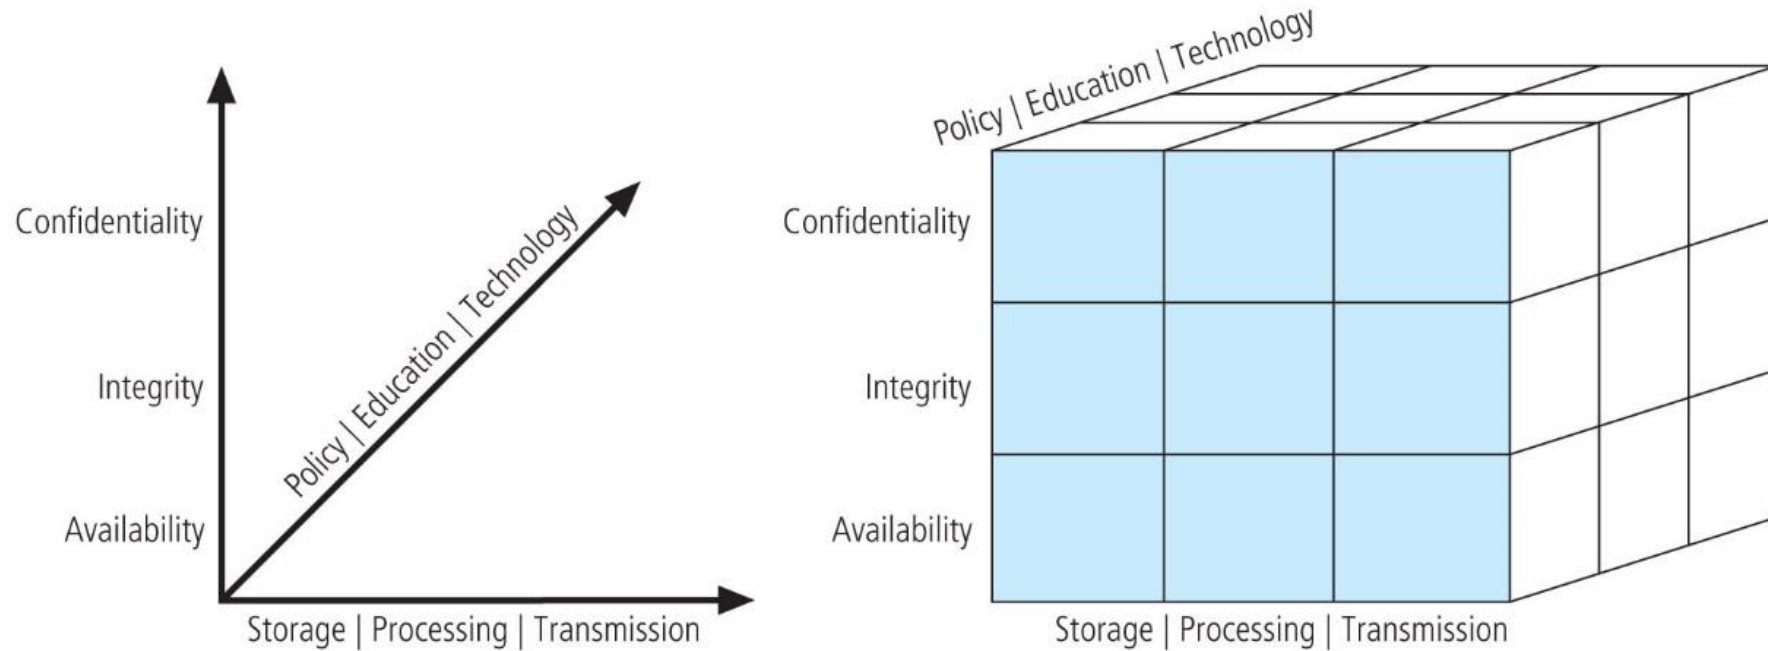 Confidentiality
Integrity
Availability
Policy | Education | Technology
Storage | Processing | Transmission
Policy | Education | Technology
Confidentiality
Integrity
Availability
Storage | Processing | Transmission